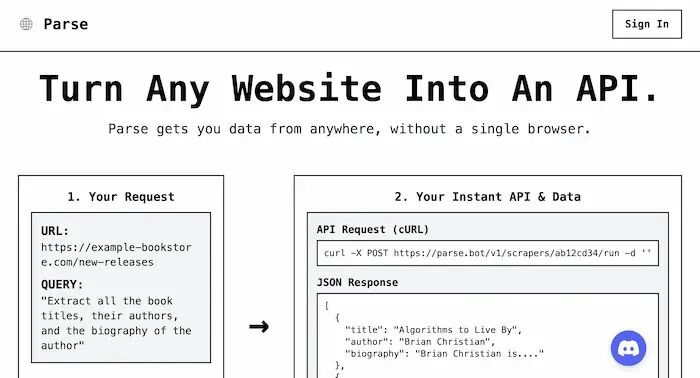 Parse
Sign In
Turn Any Website Into An API.
Parse gets you data from anywhere, without a single browser.
1. Your Request
URL:
https://example-bookstor
e.com/new-releases
QUERY:
"Extract all the book
titles, their authors,
and the biography of the
author"
→
2. Your Instant API & Data
API Request (cURL)
curl -X POST https://parse.bot/v1/scrapers/ab12cd34/run -d ''
JSON Response
[
{
"title": "Algorithms to Live By",
"author": "Brian Christian",
"biography": "Brian Christian is...."
},
{